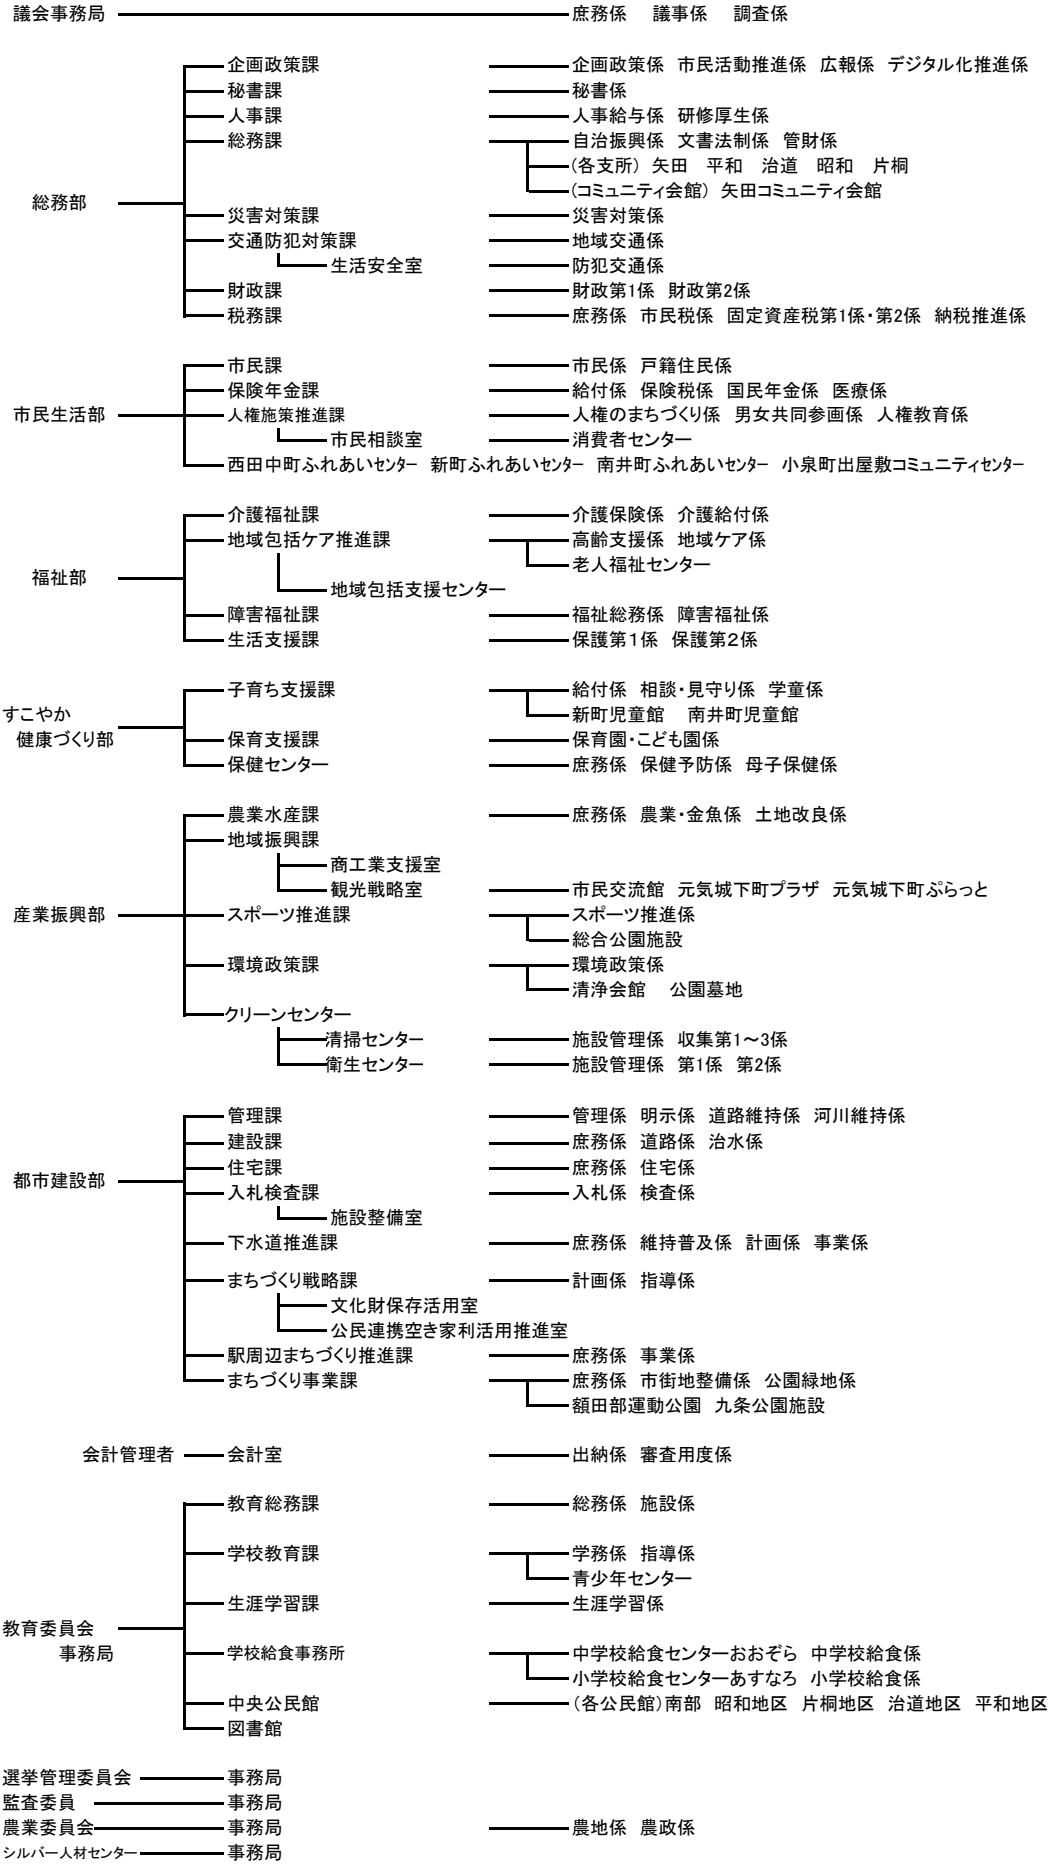 議会事務局 庶務係 議事係 調査係
企画政策課 企画政策係 市民活動推進係 広報係 デジタル化推進係
秘書課 秘書係
人事課 人事給与係 研修厚生係
総務課 自治振興係 文書法制係 管財係
(各支所) 矢田 平和 治道 昭和 片桐
(コミュニティ会館) 矢田コミュニティ会館
総務部
災害対策課 災害対策係
交通防犯対策課 地域交通係
生活安全室 防犯交通係
財政課 財政第1係 財政第2係
税務課 庶務係 市民税係 固定資産税第1係・第2係 納税推進係
市民課 市民係 戸籍住民係
保険年金課 給付係 保険税係 国民年金係 医療係
市民生活部 人権施策推進課 人権のまちづくり係 男女共同参画係 人権教育係
市民相談室 消費者センター
西田中町ふれあいセンター 新町ふれあいセンター 南井町ふれあいセンター 小泉町出屋敷コミュニティセンター
介護福祉課 介護保険係 介護給付係
地域包括ケア推進課 高齢支援係 地域ケア係
老人福祉センター
福祉部
地域包括支援センター
障害福祉課 福祉総務係 障害福祉係
生活支援課 保護第1係 保護第2係
子育ち支援課 給付係 相談・見守り係 学童係
すこやか 新町児童館 南井町児童館
健康づくり部 保育支援課 保育園・こども園係
保健センター 庶務係 保健予防係 母子保健係
農業水産課 庶務係 農業・金魚係 土地改良係
地域振興課
商工業支援室
観光戦略室 市民交流館 元気城下町プラザ 元気城下町ぷらっと
産業振興部 スポーツ推進課 スポーツ推進係
総合公園施設
環境政策課 環境政策係
清浄会館 公園墓地
クリーンセンター
清掃センター 施設管理係 収集第1～3係
衛生センター 施設管理係 第1係 第2係
管理課 管理係 明示係 道路維持係 河川維持係
建設課 庶務係 道路係 治水係
住宅課 庶務係 住宅係
都市建設部
入札検査課 入札係 検査係
施設整備室
下水道推進課 庶務係 維持普及係 計画係 事業係
まちづくり戦略課 計画係 指導係
文化財保存活用室
公民連携空き家利活用推進室
駅周辺まちづくり推進課 庶務係 事業係
まちづくり事業課 庶務係 市街地整備係 公園緑地係
額田部運動公園 九条公園施設
会計管理者 会計室 出納係 審査用度係
教育総務課 総務係 施設係
学校教育課 学務係 指導係
青少年センター
生涯学習課 生涯学習係
教育委員会
事務局 学校給食事務所 中学校給食センターおおぞら 中学校給食係
小学校給食センターあすなろ 小学校給食係
中央公民館 (各公民館)南部 昭和地区 片桐地区 治道地区 平和地区
図書館
選挙管理委員会 事務局
監査委員 事務局
農業委員会 事務局 農地係 農政係
シルバー人材センター 事務局